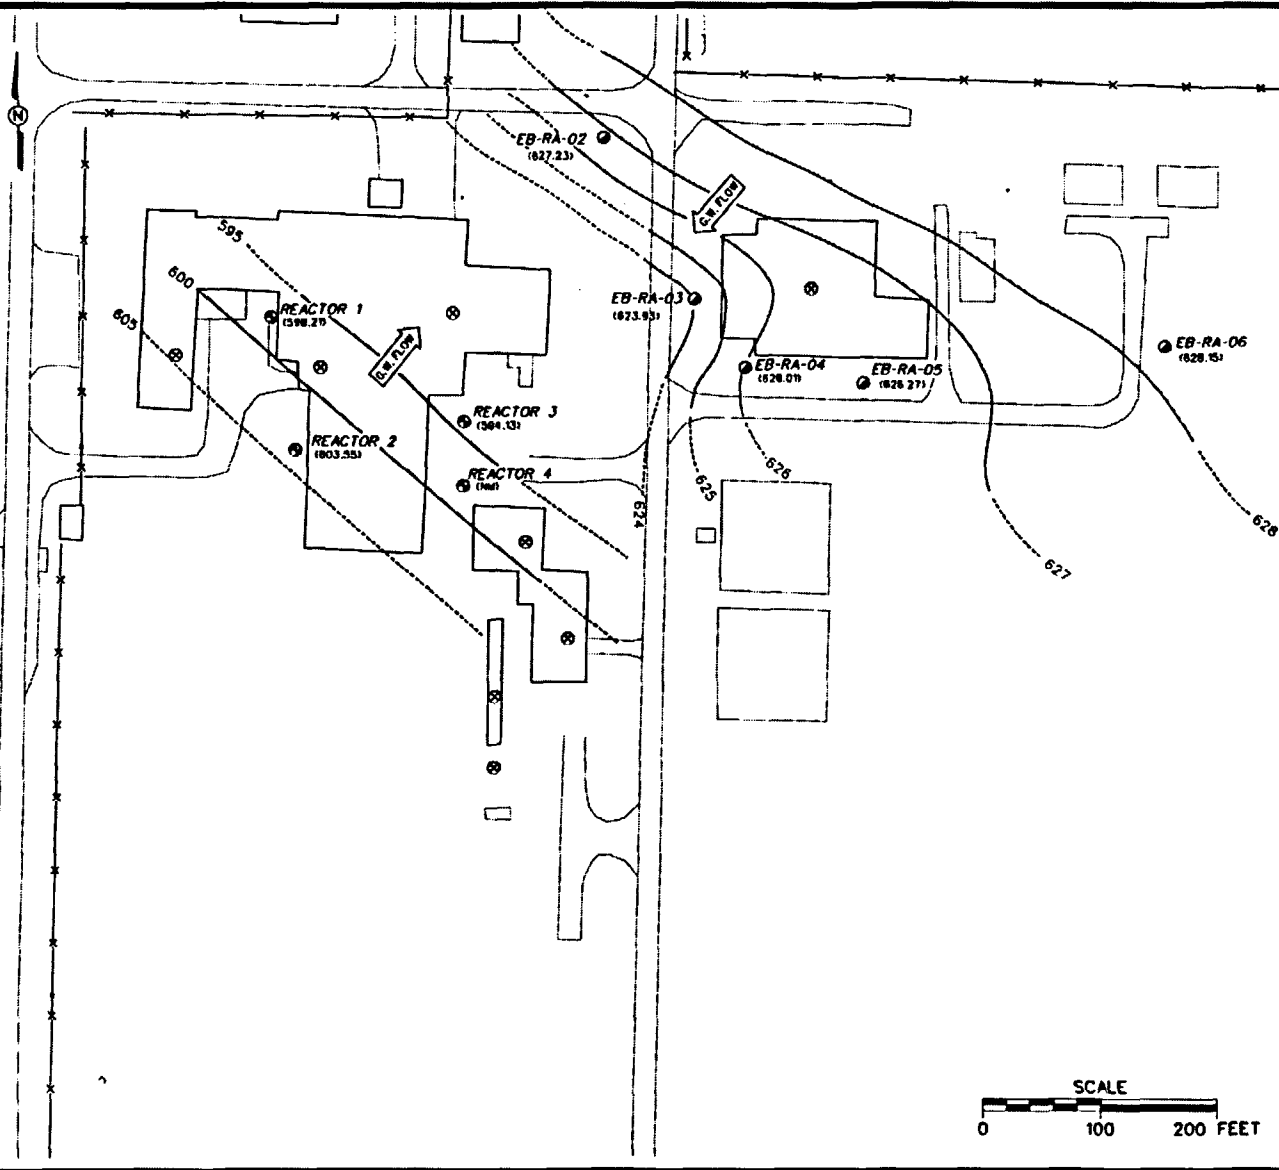 N
EB-RA-02
(627.23)
G.W. FLOW
595
600
605
REACTOR 1
(598.27)
EB-RA-03
(623.93)
EB-RA-04
(626.01)
EB-RA-05
(626.27)
EB-RA-06
(628.15)
G.W. FLOW
REACTOR 3
(594.13)
REACTOR 2
(603.55)
REACTOR 4
(NM)
626
625
624
628
627
SCALE
0 100 200 FEET